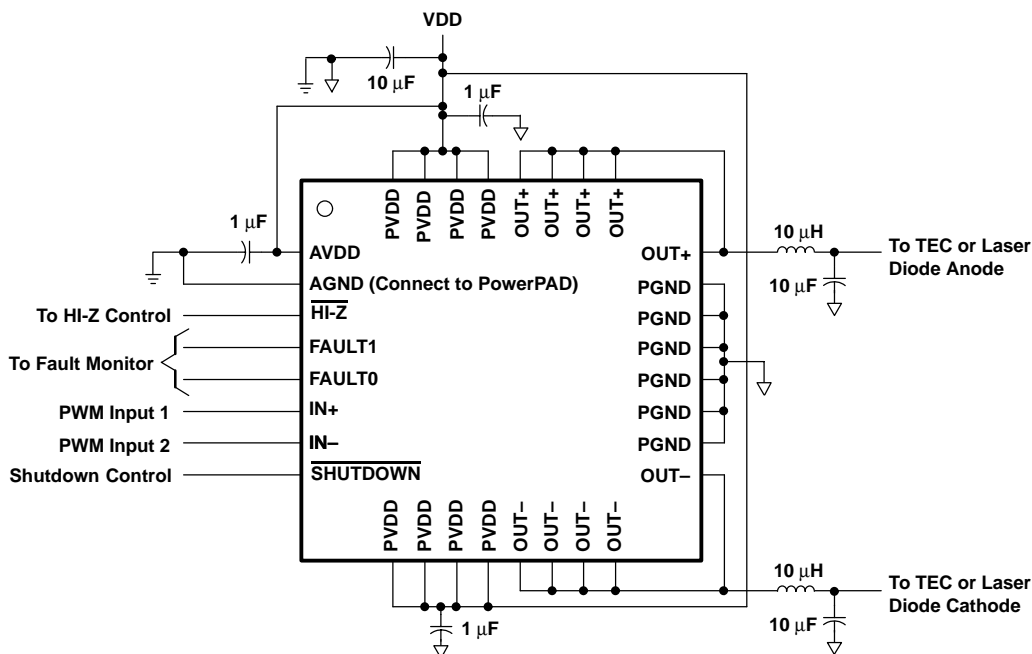 VDD
10 μF
1 μF
PVDD
PVDD
PVDD
PVDD
OUT+
OUT+
OUT+
OUT+
1 μF
AVDD
AGND (Connect to PowerPAD)
HI-Z
FAULT1
FAULT0
IN+
IN–
SHUTDOWN
To HI-Z Control
To Fault Monitor
PWM Input 1
PWM Input 2
Shutdown Control
OUT+
PGND
PGND
PGND
PGND
PGND
PGND
OUT–
10 μH
10 μF
To TEC or Laser
Diode Anode
PVDD
PVDD
PVDD
PVDD
OUT–
OUT–
OUT–
OUT–
1 μF
10 μH
10 μF
To TEC or Laser
Diode Cathode